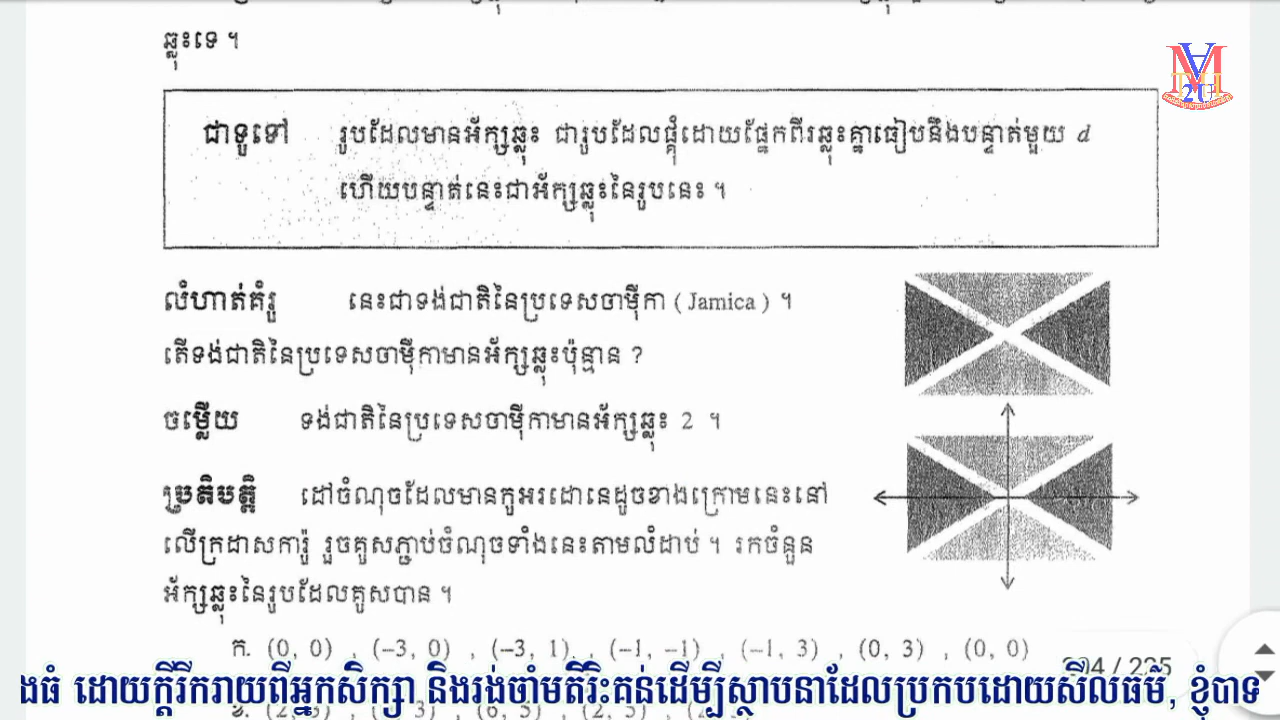 ឆ្លុះទេ ។
ជាទូទៅ រូបដែលមានអ័ក្សឆ្លុះ ជារូបដែលផ្គុំដោយផ្នែកពីរឆ្លុះគ្នាធៀបនឹងបន្ទាត់មួយ d
ហើយបន្ទាត់នេះជាអ័ក្សឆ្លុះនៃរូបនេះ ។
លំហាត់គំរូ នេះជាទង់ជាតិនៃប្រទេសចាម៉ីកា ( Jamica ) ។
តើទង់ជាតិនៃប្រទេសចាម៉ីកាមានអ័ក្សឆ្លុះប៉ុន្មាន ?
ចម្លើយ ទង់ជាតិនៃប្រទេសចាម៉ីកាមានអ័ក្សឆ្លុះ 2 ។
ប្រតិបត្តិ ដៅចំណុចដែលមានកូអរដោនេដូចខាងក្រោមនេះនៅ
លើក្រដាសការ៉ូ រួចគូសភ្ជាប់ចំណុចទាំងនេះតាមលំដាប់ ។ រកចំនួន
អ័ក្សឆ្លុះនៃរូបដែលគូសបាន ។
ក. (0, 0) , (–3, 0) , (–3, 1) , (–1, –1) , (–1, 3) , (0, 3) , (0, 0)
/ 225
ងធំ ដោយក្តីរីករាយពីអ្នកសិក្សា និងរង់ចាំមតិរិះគន់ដើម្បីស្ថាបនាដែលប្រកបដោយសីលធម៌, ខ្ញុំបាទ